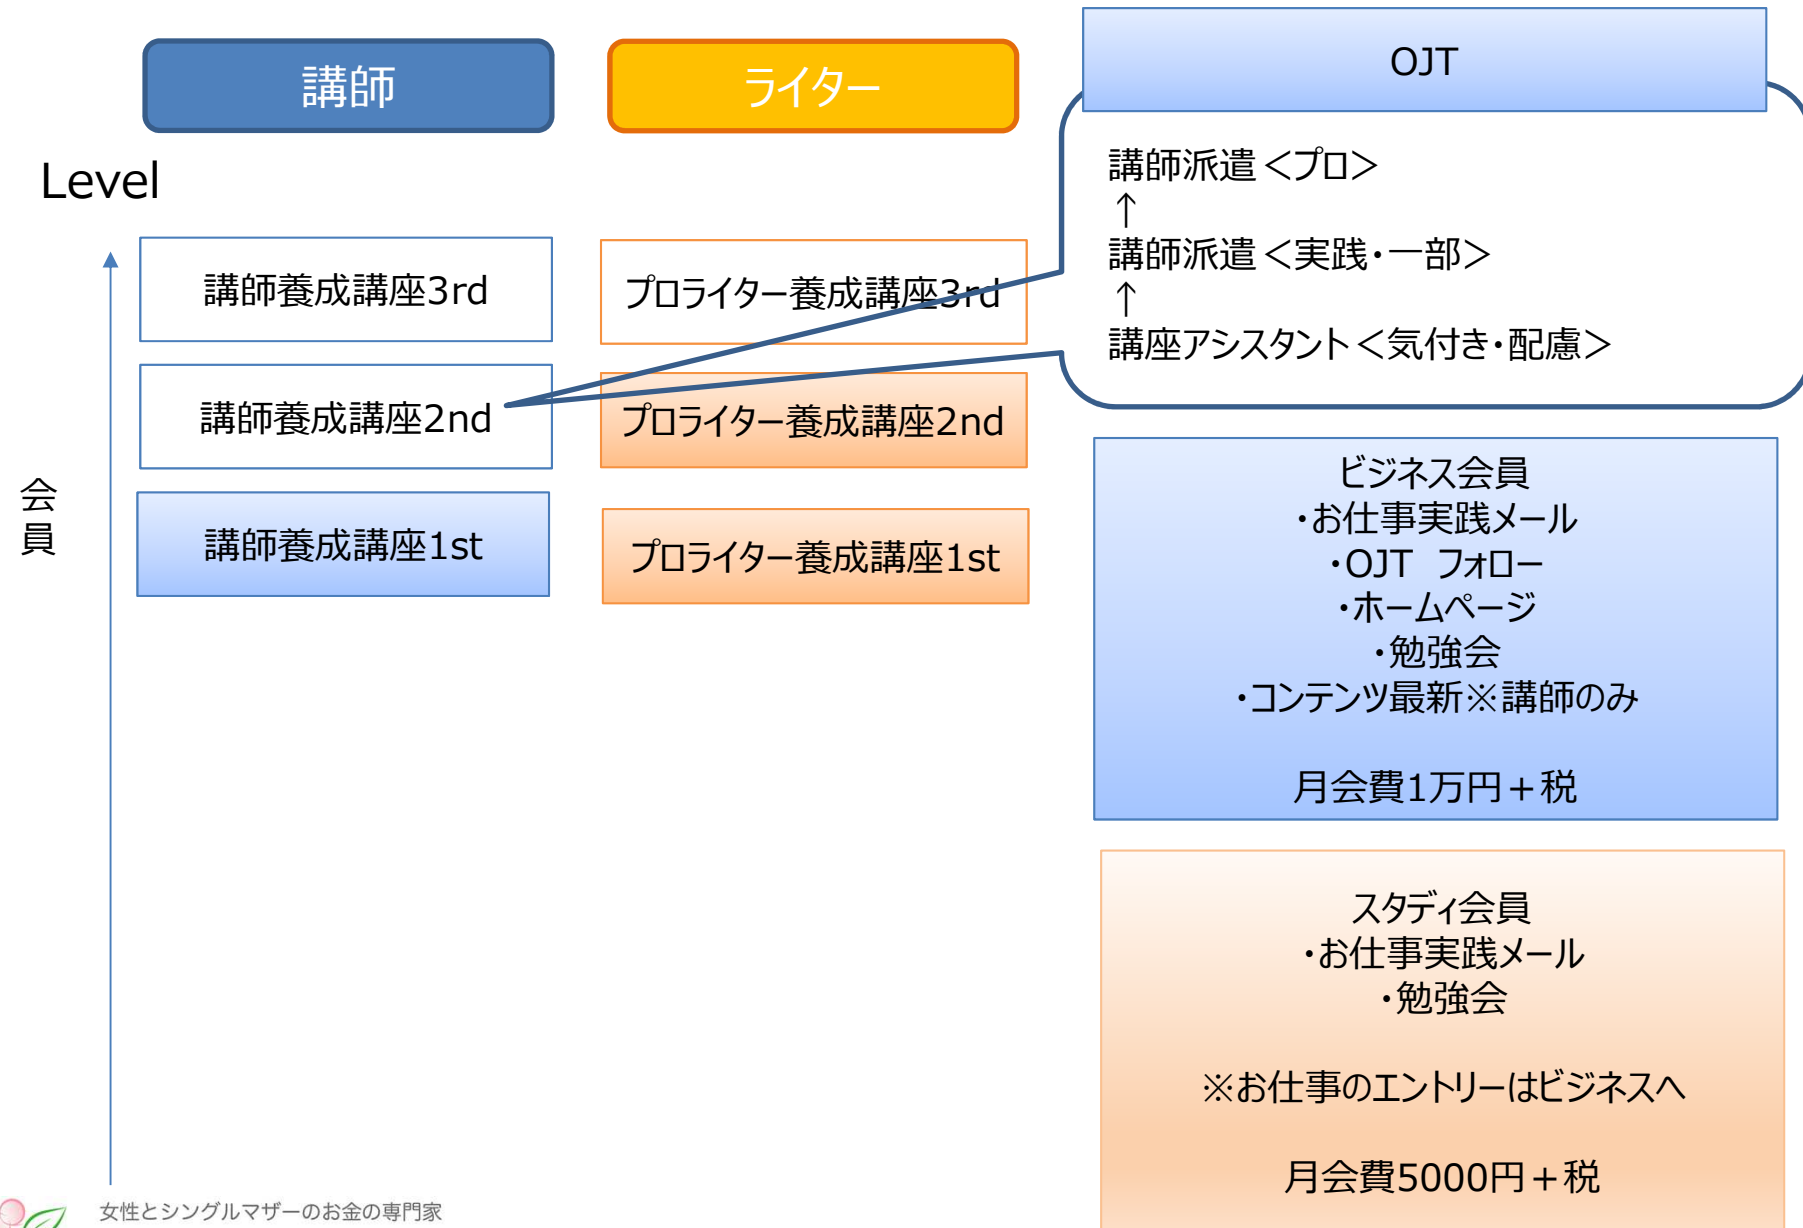 講師
ライター
OJT
Level
講師派遣＜プロ＞
↑
講師派遣＜実践・一部＞
↑
講座アシスタント＜気付き・配慮＞
講師養成講座3rd
プロライター養成講座3rd
講師養成講座2nd
プロライター養成講座2nd
会
員
講師養成講座1st
プロライター養成講座1st
ビジネス会員
・お仕事実践メール
・OJT　フォロー
・ホームページ
・勉強会
・コンテンツ最新※講師のみ
月会費1万円＋税
スタディ会員
・お仕事実践メール
・勉強会
※お仕事のエントリーはビジネスへ
月会費5000円＋税
女性とシングルマザーのお金の専門家